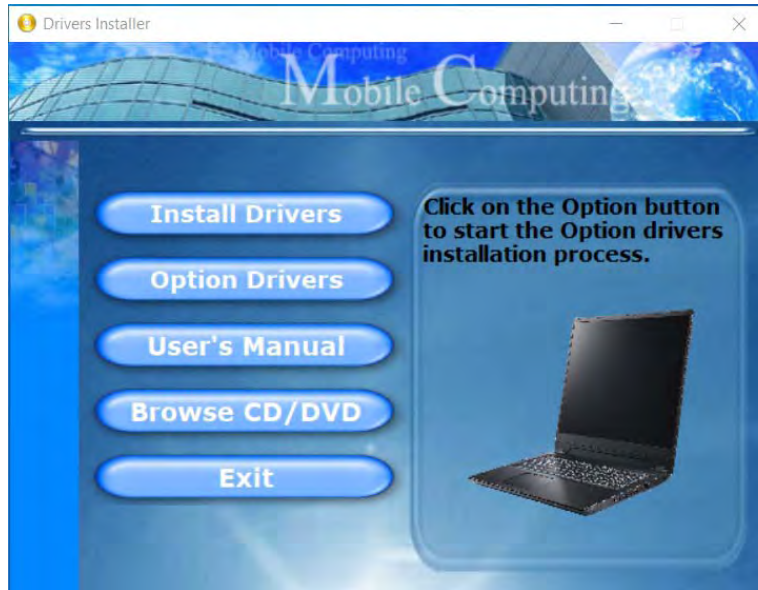 Drivers Installer
Mobile Computing
Mobile Computing
Install Drivers
Option Drivers
User's Manual
Browse CD/DVD
Exit
Click on the Option button
to start the Option drivers
installation process.